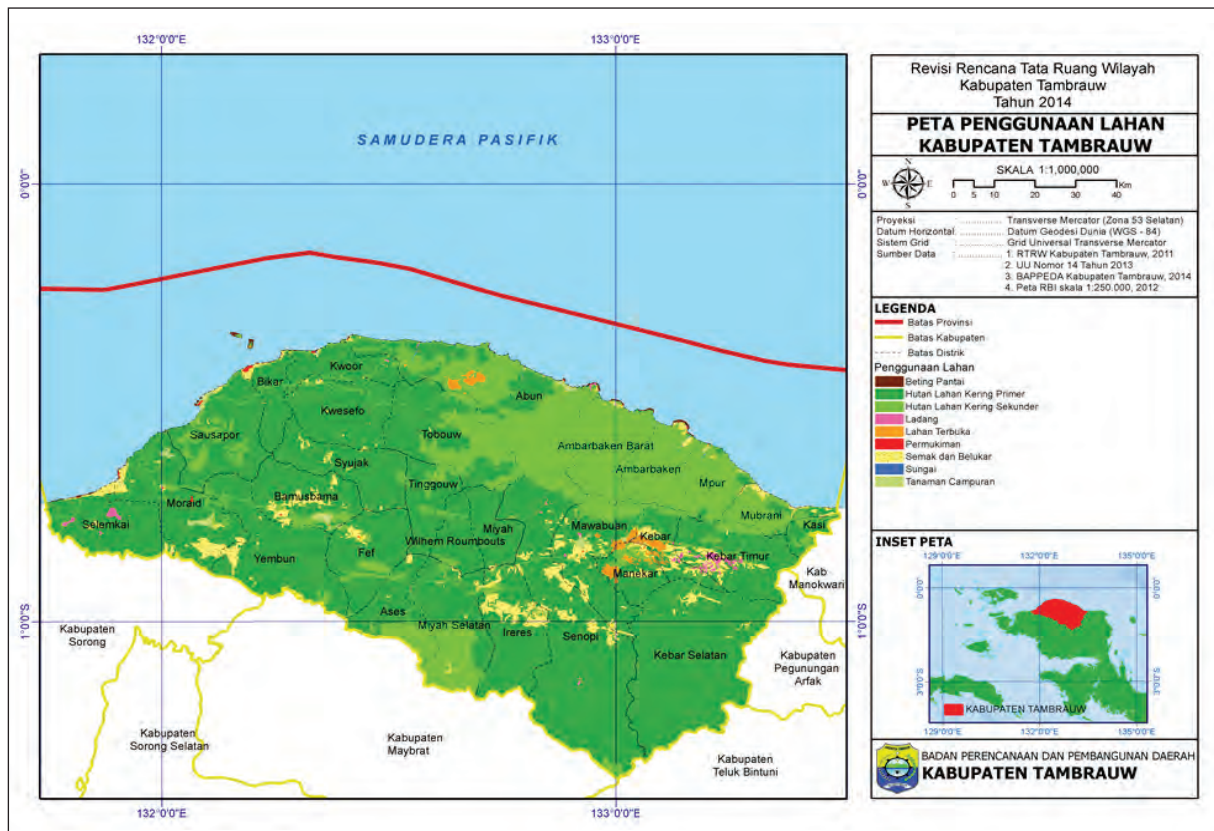 132°0'0"E
133°0'0"E
SAMUDERA PASIFIK
0°0'0"
0°0'0"
Kwoor
Bikar
Abun
Kwesefo
Sausapor
Tobouw
Ambarbaken Barat
Syujak
Ambarbaken
Tinggouw
Mpur
Bamusbama
Moraid
Mubrani
Selemkai
Miyah
Mawabuan
Kasi
Kebar
Wilhem Roumbouts
Fef
Yembun
Kebar Timur
Manekar
Kab
Manokwari
Ases
Miyah Selatan
Ireres
Senopi
Kebar Selatan
1°0'0"S
1°0'0"S
Kabupaten
Sorong
Kabupaten
Pegunungan
Arfak
Kabupaten
Sorong Selatan
Kabupaten
Maybrat
Kabupaten
Teluk Bintuni
132°0'0"E
133°0'0"E
Revisi Rencana Tata Ruang Wilayah
Kabupaten Tambrauw
Tahun 2014
PETA PENGGUNAAN LAHAN
KABUPATEN TAMBRAUW
N
W E
S
SKALA 1:1,000,000
0 5 10 20 30 40 Km
Proyeksi : ............... Transverse Mercator (Zona 53 Selatan)
Datum Horizontal : ............... Datum Geodesi Dunia (WGS - 84)
Sistem Grid : ............... Grid Universal Transverse Mercator
Sumber Data : ............... 1. RTRW Kabupaten Tambrauw, 2011
2. UU Nomor 14 Tahun 2013
3. BAPPEDA Kabupaten Tambrauw, 2014
4. Peta RBI skala 1:250.000, 2012
LEGENDA
Batas Provinsi
Batas Kabupaten
Batas Distrik
Penggunaan Lahan
Beting Pantai
Hutan Lahan Kering Primer
Hutan Lahan Kering Sekunder
Ladang
Lahan Terbuka
Permukiman
Semak dan Belukar
Sungai
Tanaman Campuran
INSET PETA
129°0'0"E 132°0'0"E 135°0'0"E
0°0'0"
0°0'0"
3°0'0"S
3°0'0"S
KABUPATEN TAMBRAUW
129°0'0"E 132°0'0"E 135°0'0"E
BADAN PERENCANAAN DAN PEMBANGUNAN DAERAH
KABUPATEN TAMBRAUW